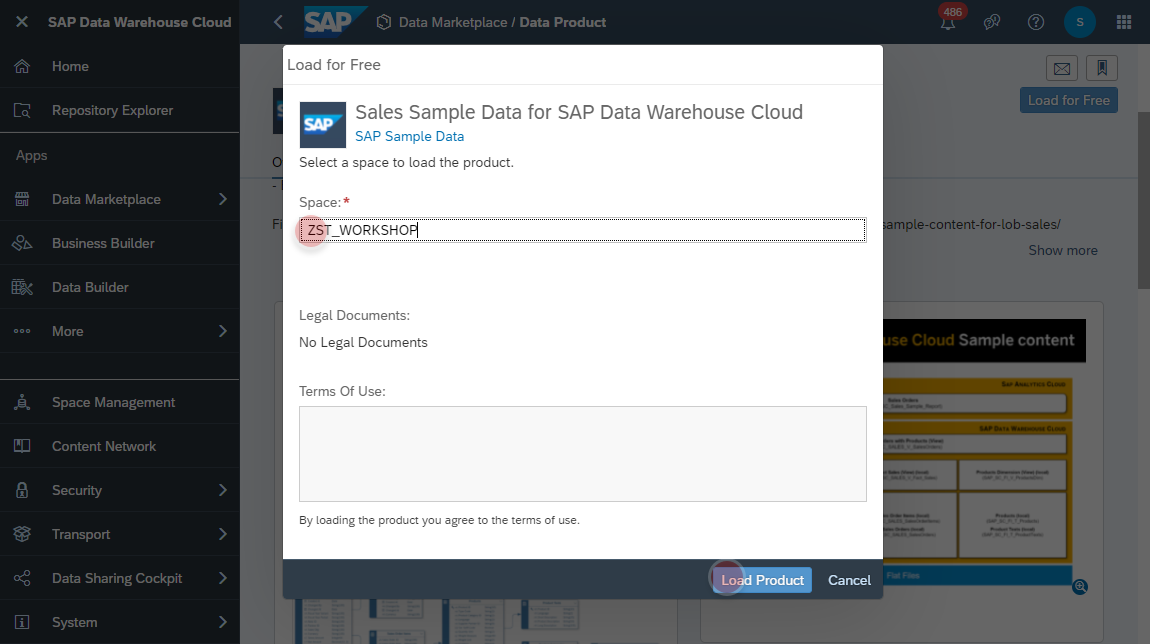 SAP Data Warehouse Cloud
SAP
Data Marketplace / Data Product
486
S
Home
Repository Explorer
Apps
Data Marketplace
Business Builder
Data Builder
More
Space Management
Content Network
Security
Transport
Data Sharing Cockpit
System
Load for Free
Load for Free
SAP
Sales Sample Data for SAP Data Warehouse Cloud
SAP Sample Data
Select a space to load the product.
Space:*
ZST_WORKSHOP
sample-content-for-lob-sales/
Show more
Legal Documents:
No Legal Documents
Terms Of Use:
By loading the product you agree to the terms of use.
Load Product
Cancel
use Cloud Sample content
SAP Analytics Cloud
Sales Orders
SAP Data Warehouse Cloud
Flat Files